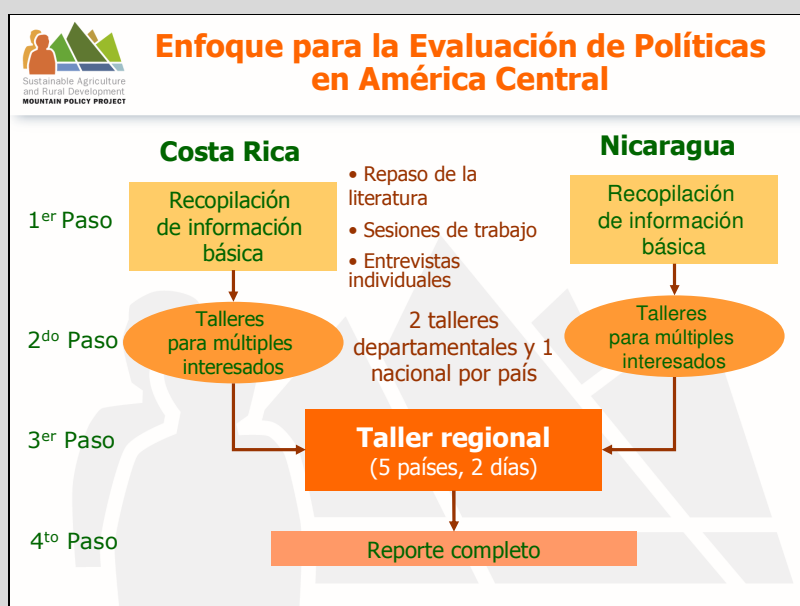 Sustainable Agriculture
and Rural Development
MOUNTAIN POLICY PROJECT
Enfoque para la Evaluación de Políticas
en América Central
Costa Rica
Nicaragua
1er Paso
Recopilación
de información
básica
• Repaso de la
literatura
• Sesiones de trabajo
• Entrevistas
individuales
Recopilación
de información
básica
2do Paso
Talleres
para múltiples
interesados
2 talleres
departamentales y 1
nacional por país
Talleres
para múltiples
interesados
3er Paso
Taller regional
(5 países, 2 días)
4to Paso
Reporte completo